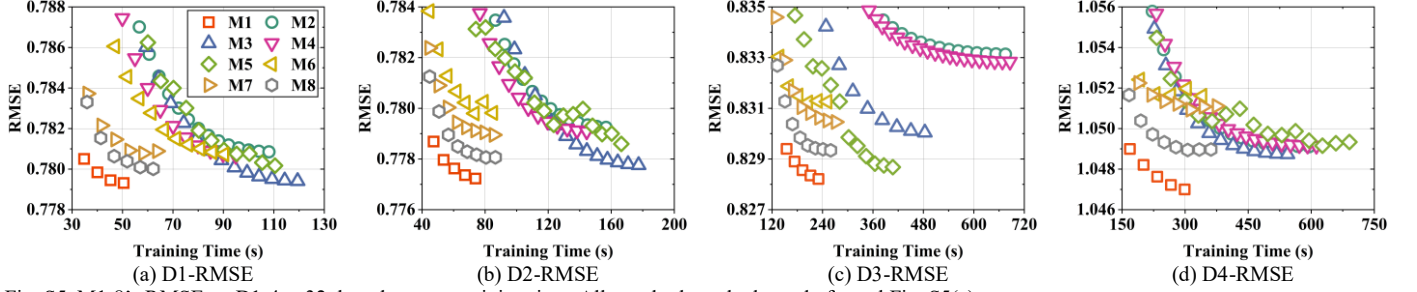 0.788
0.786
0.784
0.782
0.780
0.778
RMSE
M1 M2
M3 M4
M5 M6
M7 M8
30 50 70 90 110 130
Training Time (s)
(a) D1-RMSE
0.784
0.782
0.780
0.778
0.776
RMSE
40 80 120 160 200
Training Time (s)
(b) D2-RMSE
0.835
0.833
0.831
0.829
0.827
RMSE
120 240 360 480 600 720
Training Time (s)
(c) D3-RMSE
1.056
1.054
1.052
1.050
1.048
1.046
RMSE
150 300 450 600 750
Training Time (s)
(d) D4-RMSE